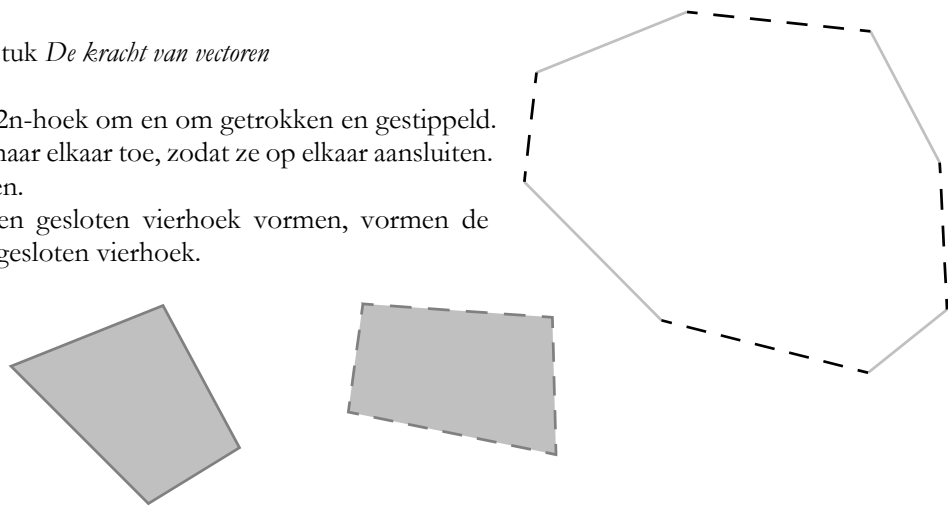 tuk De kracht van vectoren
2n-hoek om en om getrokken en gestippeld.
naar elkaar toe, zodat ze op elkaar aansluiten.
en.
en gesloten vierhoek vormen, vormen de
gesloten vierhoek.